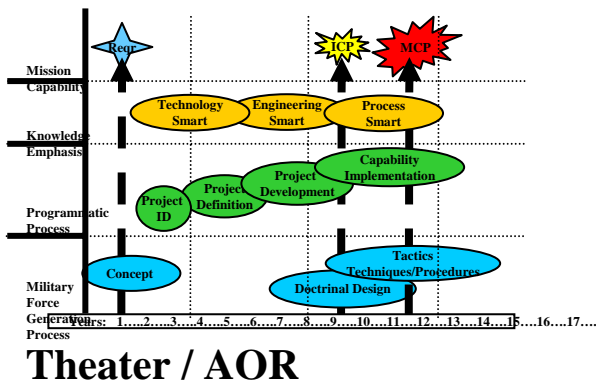 Reqr
ICP
MCP
Mission
Capability
Technology
Smart
Engineering
Smart
Process
Smart
Knowledge
Emphasis
Capability
Implementation
Project
Development
Project
Definition
Project
ID
Programmatic
Process
Tactics
Techniques/Procedures
Concept
Doctrinal Design
Military
Force
Generation
Process
Years: 1.....2....3....4.....5.....6.....7.....8.....9....10....11....12....13....14....15....16....17....
Theater / AOR